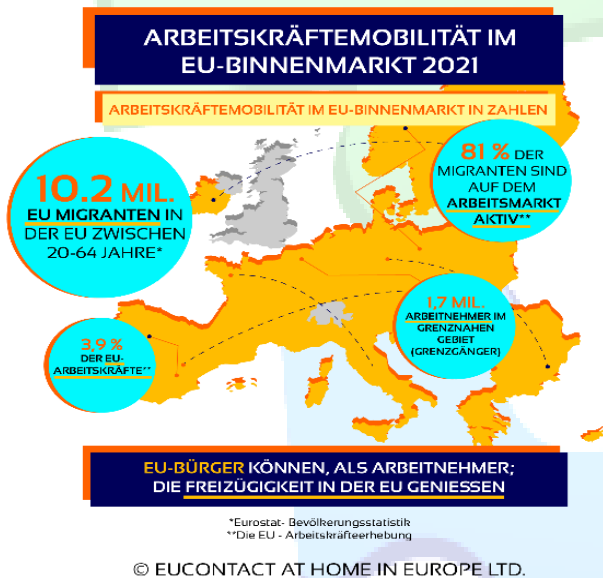 ARBEITSKRÄFTEMOBILITÄT IM
EU-BINNENMARKT 2021
ARBEITSKRÄFTEMOBILITÄT IM EU-BINNENMARKT IN ZAHLEN
10.2 MIL.
EU MIGRANTEN IN
DER EU ZWISCHEN
20-64 JAHRE*
81 % DER
MIGRANTEN SIND
AUF DEM
ARBEITSMARKT
AKTIV**
3,9 %
DER EU-
ARBEITSKRÄFTE**
1,7 MIL.
ARBEITNEHMER IM
GRENZNAHEN
GEBIET
(GRENZGÄNGER)
EU-BÜRGER KÖNNEN, ALS ARBEITNEHMER;
DIE FREIZÜGIGKEIT IN DER EU GENIESSEN
*Eurostat- Bevölkerungsstatistik
**Die EU - Arbeitskräfteerhebung
© EUCONTACT AT HOME IN EUROPE LTD.